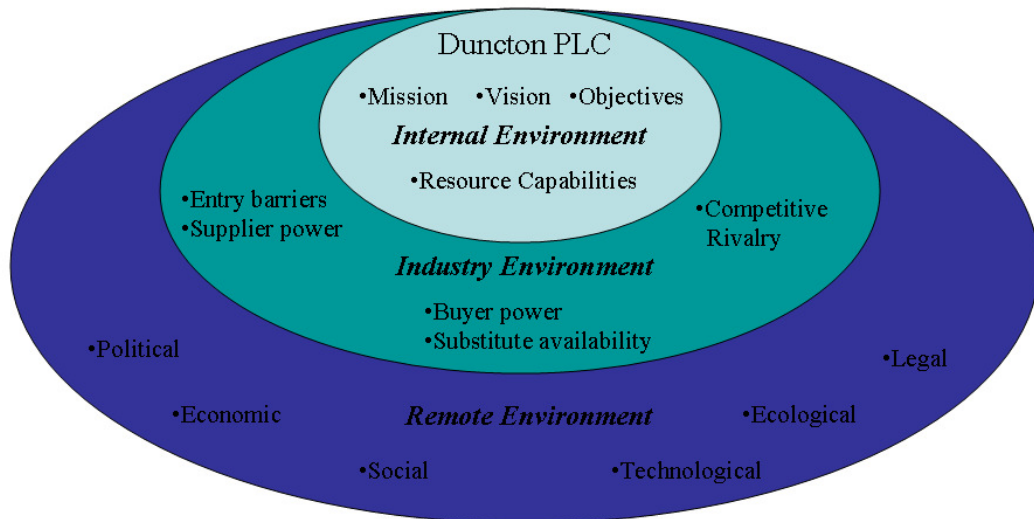 Duncton PLC
•Mission •Vision •Objectives
Internal Environment
•Resource Capabilities
•Entry barriers
•Supplier power
•Competitive
Rivalry
Industry Environment
•Buyer power
•Substitute availability
•Political
•Legal
•Economic
Remote Environment
•Ecological
•Social
•Technological